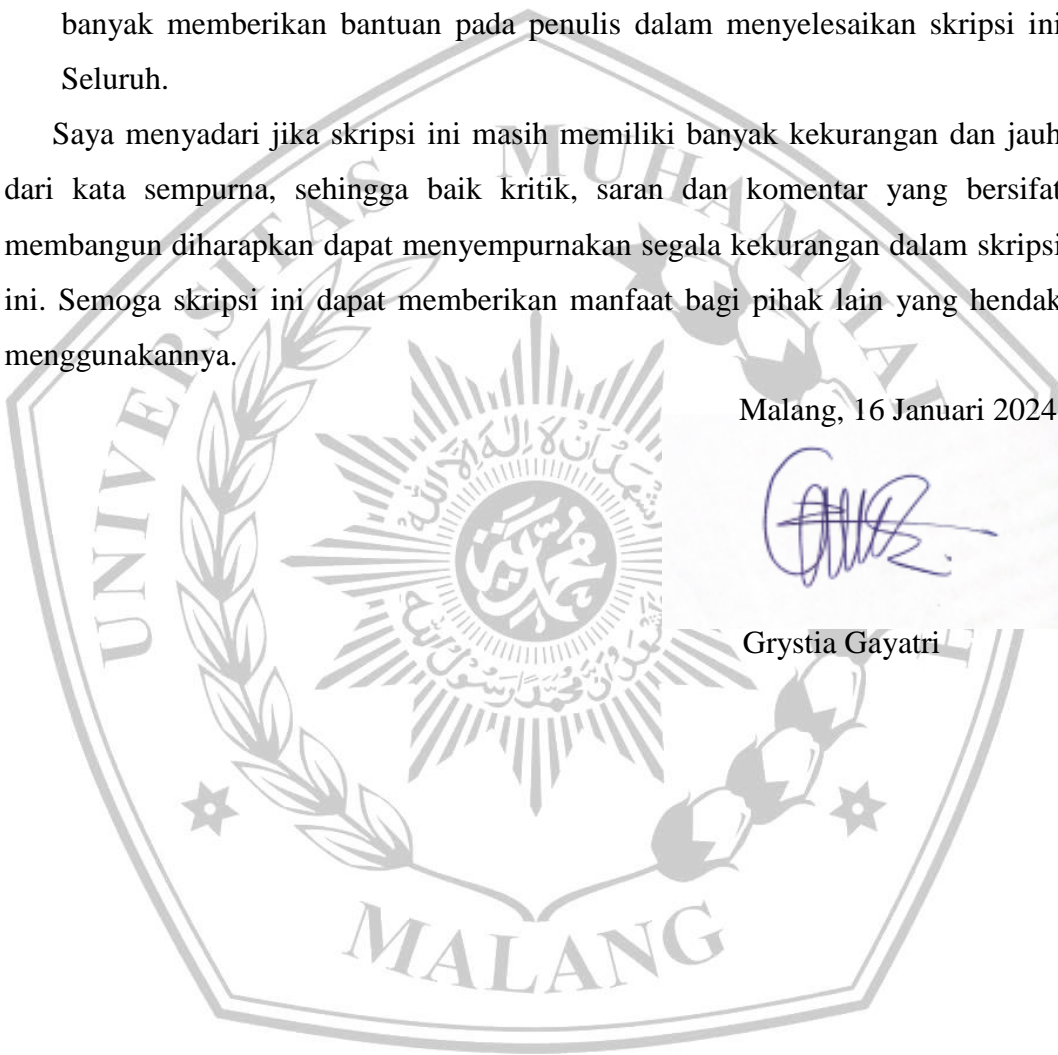 banyak memberikan bantuan pada penulis dalam menyelesaikan skripsi ini
Seluruh.
Saya menyadari jika skripsi ini masih memiliki banyak kekurangan dan jauh
dari kata sempurna, sehingga baik kritik, saran dan komentar yang bersifat
membangun diharapkan dapat menyempurnakan segala kekurangan dalam skripsi
ini. Semoga skripsi ini dapat memberikan manfaat bagi pihak lain yang hendak
menggunakannya.
Malang, 16 Januari 2024
Grystia Gayatri
UNIVERSITAS MUHAMMA
MALANG